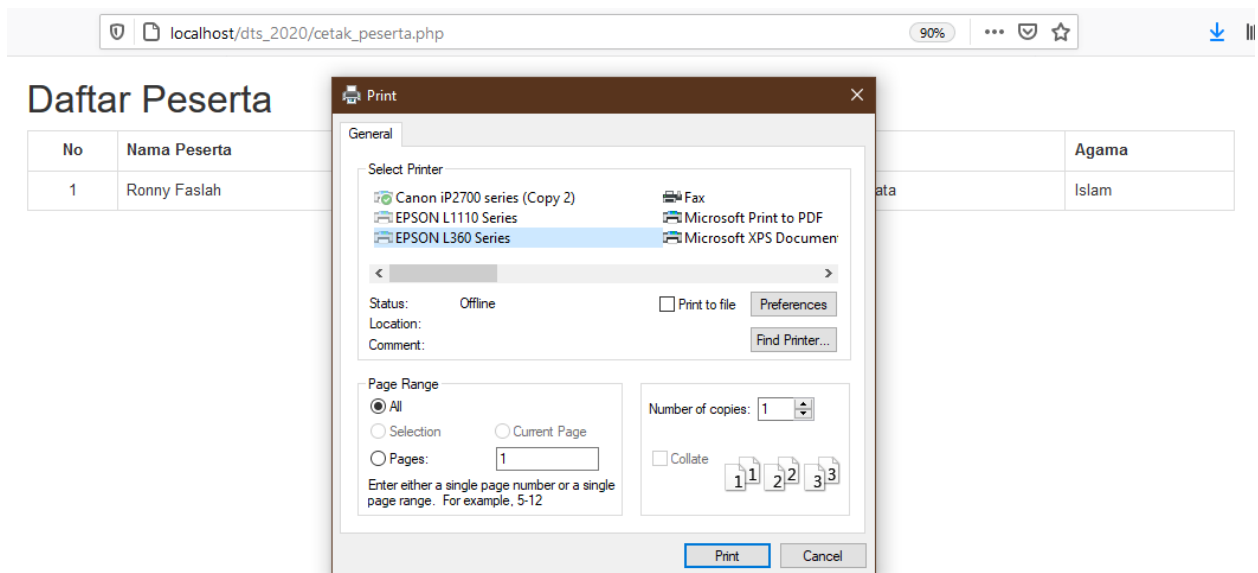 localhost/dts_2020/cetak_peserta.php 90%
Daftar Peserta
No Nama Peserta Agama
1 Ronny Faslah ata Islam
Print
General
Select Printer
Canon iP2700 series (Copy 2) Fax
EPSON L1110 Series Microsoft Print to PDF
EPSON L360 Series Microsoft XPS Documen
Status: Offline Print to file Preferences
Location:
Comment: Find Printer...
Page Range
All Number of copies: 1
Selection Current Page
Pages: 1 Collate 1 1 2 2 3 3
Enter either a single page number or a single
page range. For example, 5-12
Print Cancel